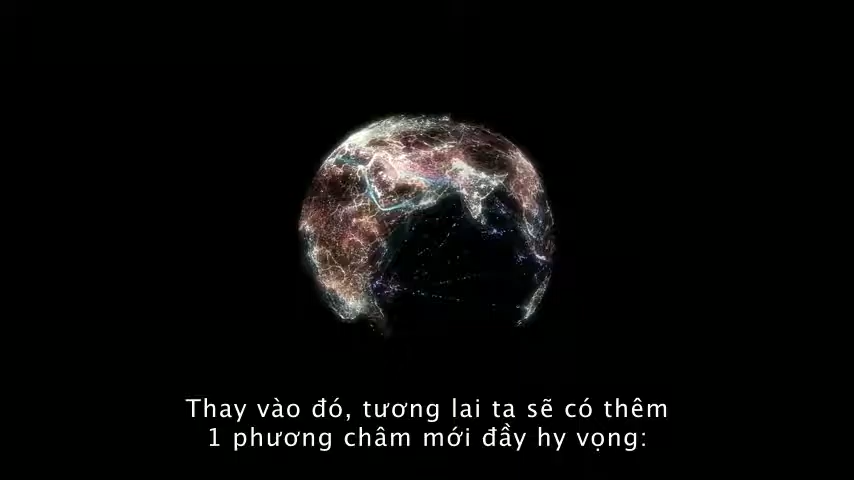 Thay vào đó, tương lai ta sẽ có thêm
1 phương châm mới đầy hy vọng: